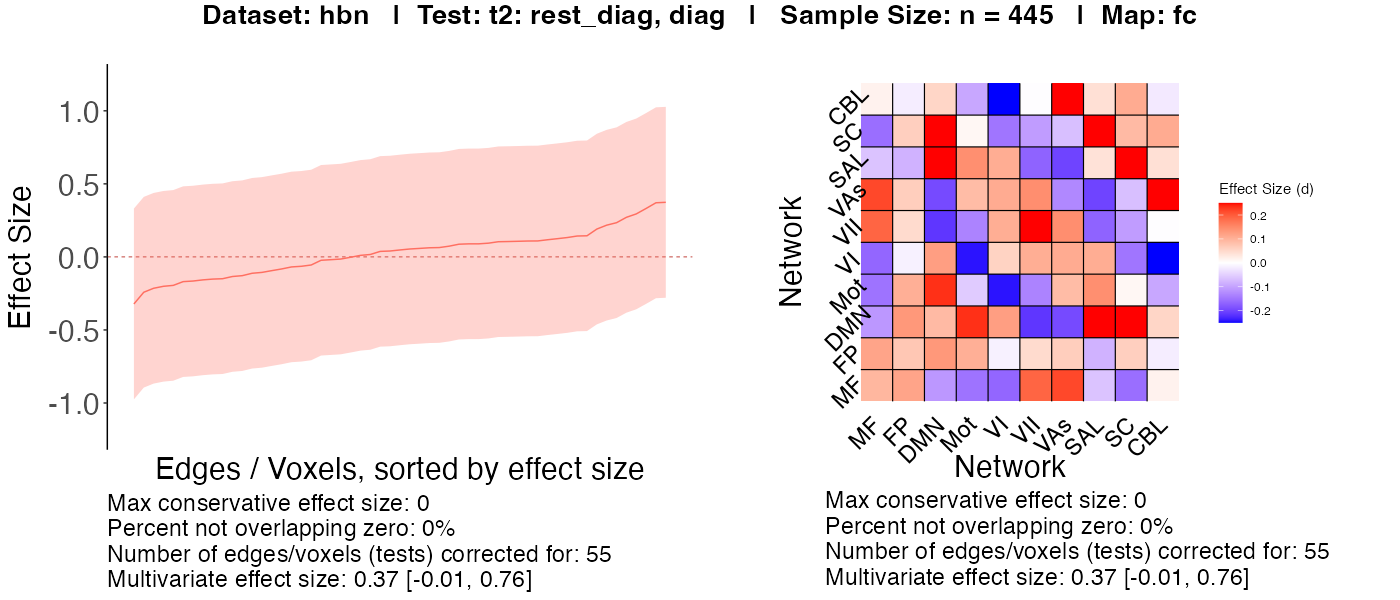 Dataset: hbn | Test: t2: rest_diag, diag | Sample Size: n = 445 | Map: fc
Effect Size
1.0
0.5
0.0
-0.5
-1.0
Edges / Voxels, sorted by effect size
Max conservative effect size: 0
Percent not overlapping zero: 0%
Number of edges/voxels (tests) corrected for: 55
Multivariate effect size: 0.37 [-0.01, 0.76]
Network
CBL
SC
SAL
VAs
VII
VI
Mot
DMN
FP
MF
MF
FP
DMN
Mot
VI
VII
VAs
SAL
SC
CBL
Network
Effect Size (d)
0.2
0.1
0.0
-0.1
-0.2
Max conservative effect size: 0
Percent not overlapping zero: 0%
Number of edges/voxels (tests) corrected for: 55
Multivariate effect size: 0.37 [-0.01, 0.76]